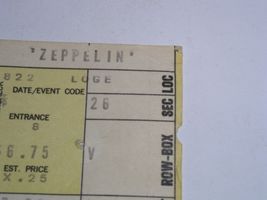 "ZEPPELIN"
822 LOGE
DATE/EVENT CODE
26
ENTRANCE
8
6.75 V
EST. PRICE
X .25
SEC LOC
ROW-BOX